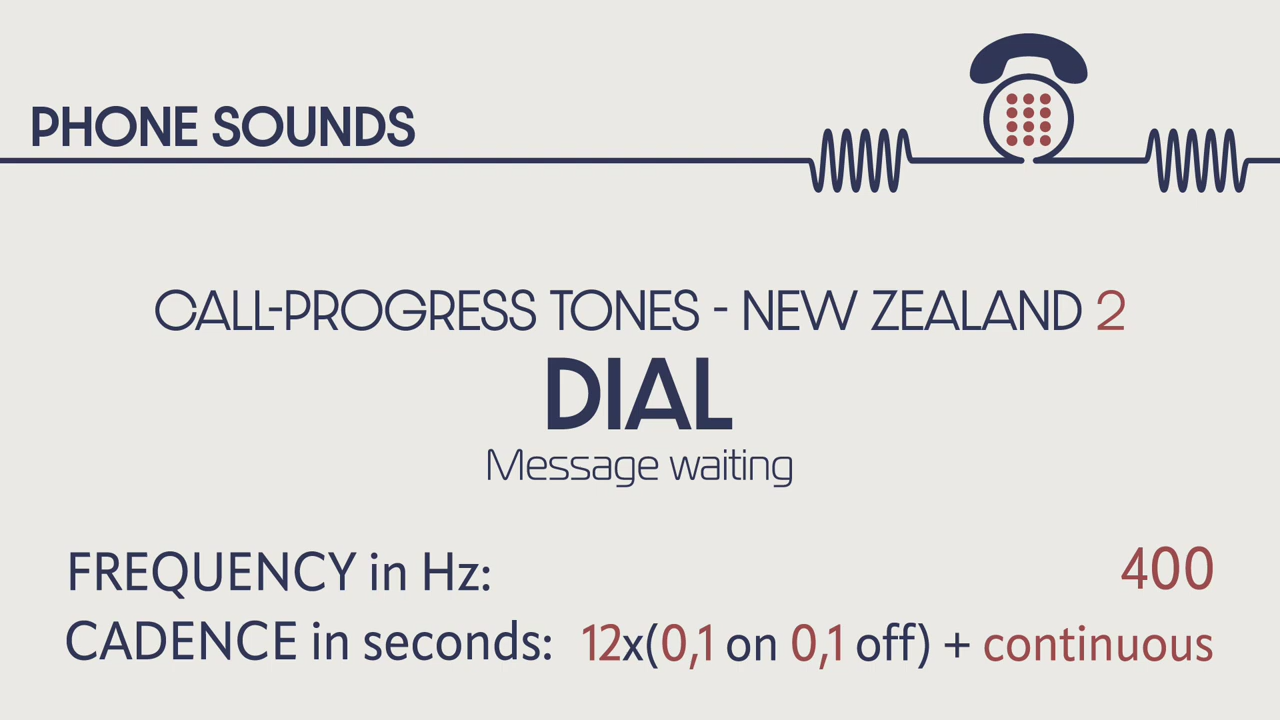 PHONE SOUNDS
CALL-PROGRESS TONES - NEW ZEALAND 2
DIAL
Message waiting
FREQUENCY in Hz: 400
CADENCE in seconds: 12x(0,1 on 0,1 off) + continuous